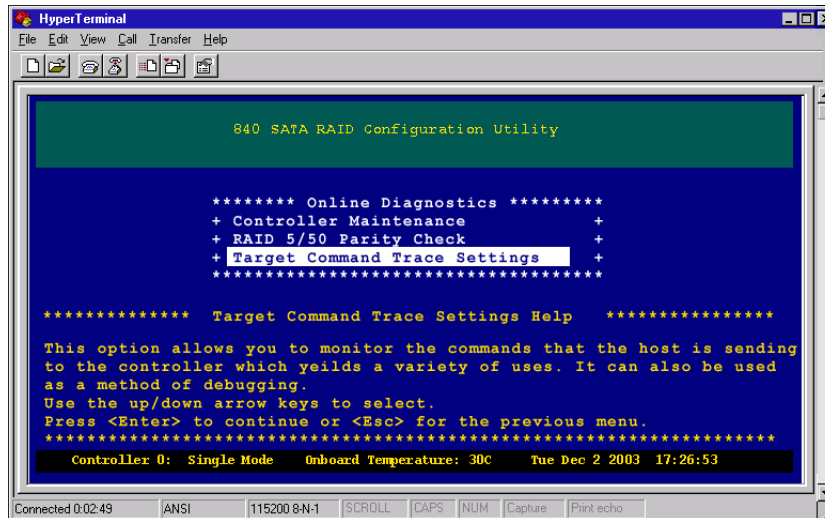 HyperTerminal
File Edit View Call Transfer Help
840 SATA RAID Configuration Utility
******** Online Diagnostics *********
+ Controller Maintenance +
+ RAID 5/50 Parity Check +
+ Target Command Trace Settings +
*************************************
************** Target Command Trace Settings Help ****************
This option allows you to monitor the commands that the host is sending
to the controller which yeilds a variety of uses. It can also be used
as a method of debugging.
Use the up/down arrow keys to select.
Press <Enter> to continue or <Esc> for the previous menu.
**********************************************************************
Controller 0: Single Mode Onboard Temperature: 30C Tue Dec 2 2003 17:26:53
Connected 0:02:49 ANSI 115200 8-N-1 SCROLL CAPS NUM Capture Print echo